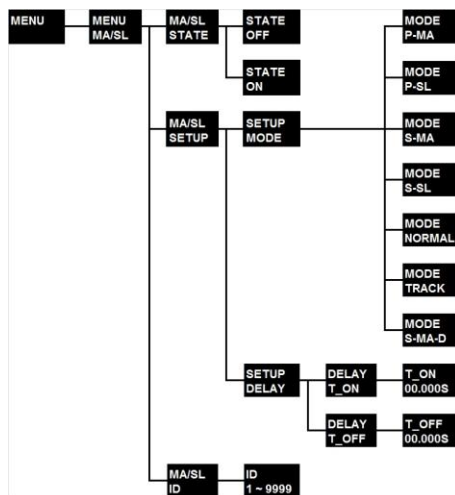 MENU
MENU
MA/SL
MA/SL
STATE
STATE
OFF
MODE
P-MA
STATE
ON
MODE
P-SL
MA/SL
SETUP
SETUP
MODE
MODE
S-MA
MODE
S-SL
MODE
NORMAL
MODE
TRACK
MODE
S-MA-D
SETUP
DELAY
DELAY
T_ON
T_ON
00.000S
DELAY
T_OFF
T_OFF
00.000S
MA/SL
ID
ID
1 ~ 9999